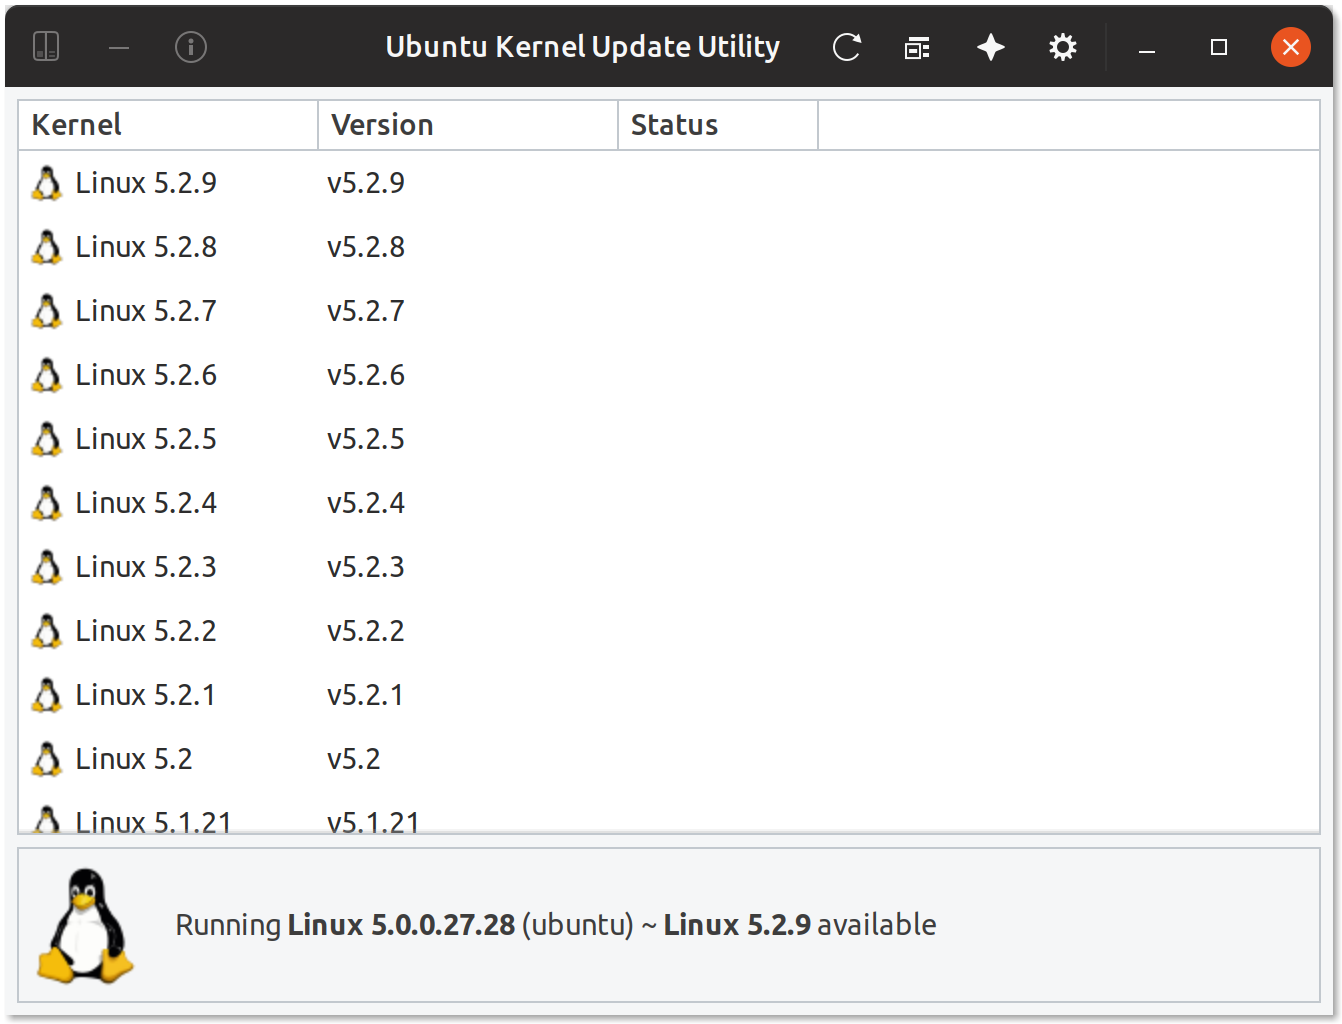 Ubuntu Kernel Update Utility
Kernel Version Status
Linux 5.2.9 v5.2.9
Linux 5.2.8 v5.2.8
Linux 5.2.7 v5.2.7
Linux 5.2.6 v5.2.6
Linux 5.2.5 v5.2.5
Linux 5.2.4 v5.2.4
Linux 5.2.3 v5.2.3
Linux 5.2.2 v5.2.2
Linux 5.2.1 v5.2.1
Linux 5.2 v5.2
Linux 5.1.21 v5.1.21
Running Linux 5.0.0.27.28 (ubuntu) ~ Linux 5.2.9 available